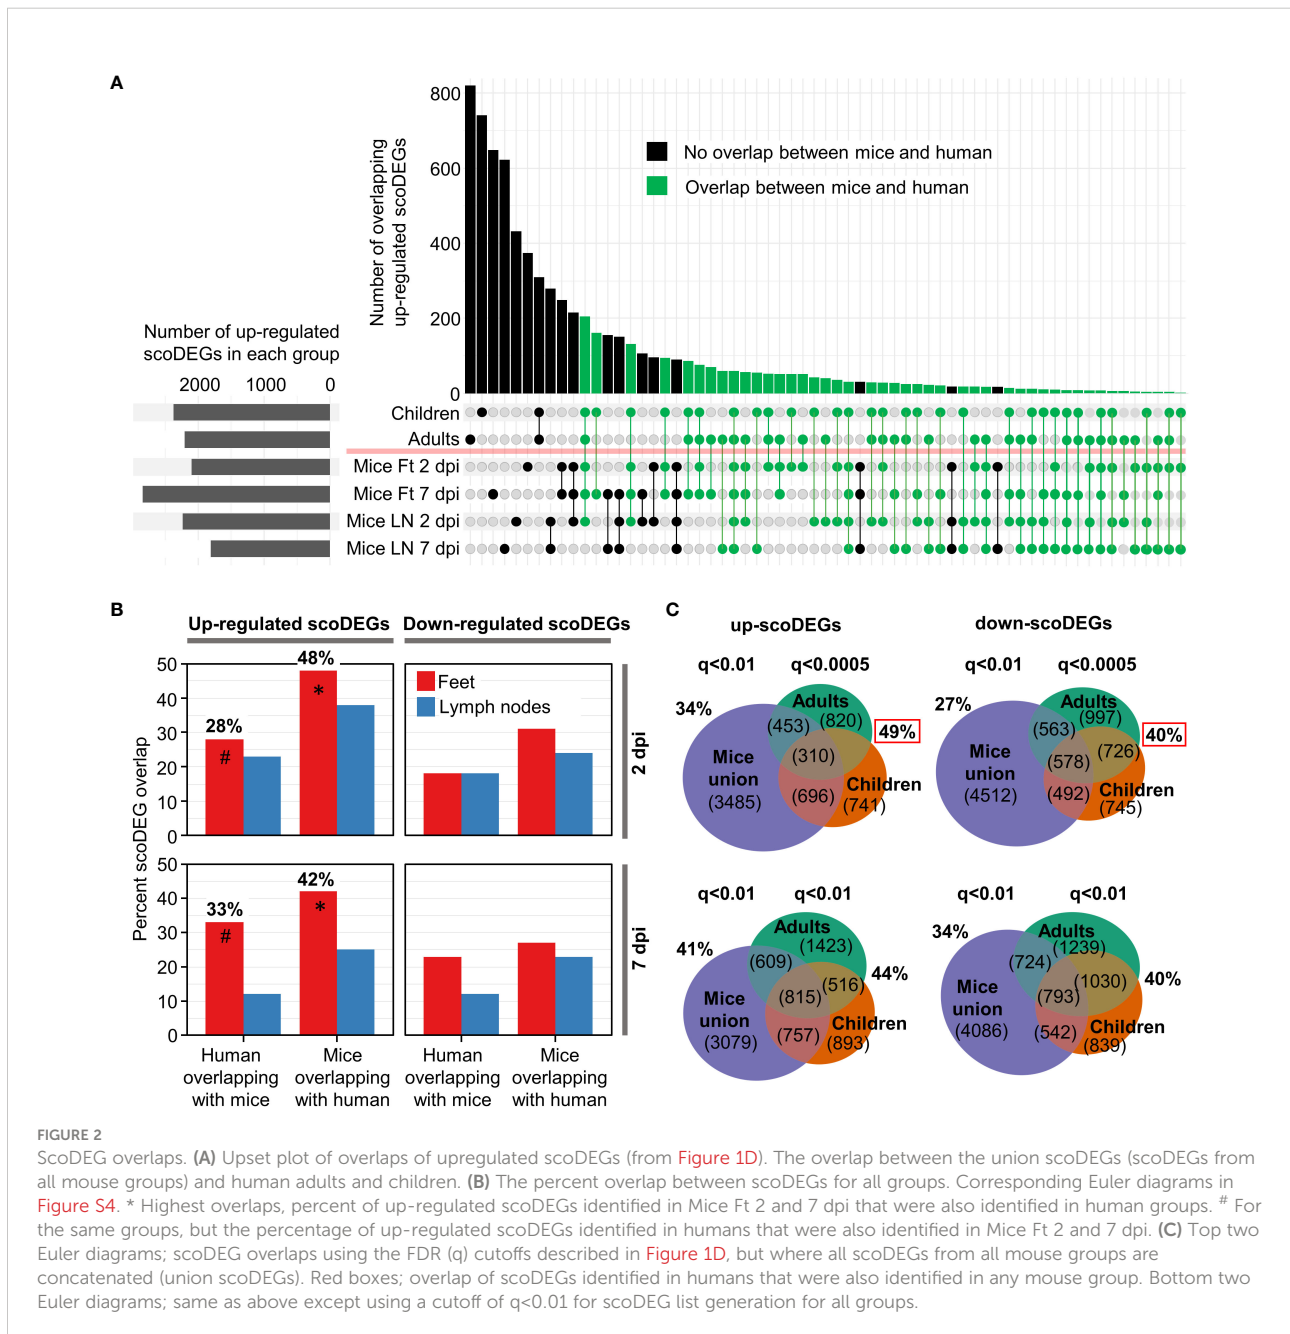 A
Number of overlapping
up-regulated scoDEGs
800
600
400
200
0
No overlap between mice and human
Overlap between mice and human
Number of up-regulated
scoDEGs in each group
2000 1000 0
Children
Adults
Mice Ft 2 dpi
Mice Ft 7 dpi
Mice LN 2 dpi
Mice LN 7 dpi
B
Up-regulated scoDEGs Down-regulated scoDEGs
Percent scoDEG overlap
50
40
30
20
10
0
28%
#
48%
*
Feet
Lymph nodes
2 dpi
50
40
30
20
10
0
33%
#
42%
*
7 dpi
Human
overlapping
with mice
Mice
overlapping
with human
Human
overlapping
with mice
Mice
overlapping
with human
C
up-scoDEGs
q<0.01 q<0.0005
34%
Adults
(453) (820)
49%
(310)
Mice
union
(3485)
(696)
Children
(741)
down-scoDEGs
q<0.01 q<0.0005
27%
Adults
(563) (997)
(726)
40%
(578)
Mice
union
(4512)
(492)
Children
(745)
q<0.01 q<0.01
41%
Adults
(1423)
(609)
44%
(516)
(815)
Mice
union
(3079)
(757)
Children
(893)
q<0.01 q<0.01
34%
Adults
(1239)
(724)
(1030)
40%
(793)
Mice
union
(4086)
(542)
Children
(839)
FIGURE 2
ScoDEG overlaps. (A) Upset plot of overlaps of upregulated scoDEGs (from Figure 1D). The overlap between the union scoDEGs (scoDEGs from
all mouse groups) and human adults and children. (B) The percent overlap between scoDEGs for all groups. Corresponding Euler diagrams in
Figure S4. * Highest overlaps, percent of up-regulated scoDEGs identified in Mice Ft 2 and 7 dpi that were also identified in human groups. # For
the same groups, but the percentage of up-regulated scoDEGs identified in humans that were also identified in Mice Ft 2 and 7 dpi. (C) Top two
Euler diagrams; scoDEG overlaps using the FDR (q) cutoffs described in Figure 1D, but where all scoDEGs from all mouse groups are
concatenated (union scoDEGs). Red boxes; overlap of scoDEGs identified in humans that were also identified in any mouse group. Bottom two
Euler diagrams; same as above except using a cutoff of q<0.01 for scoDEG list generation for all groups.